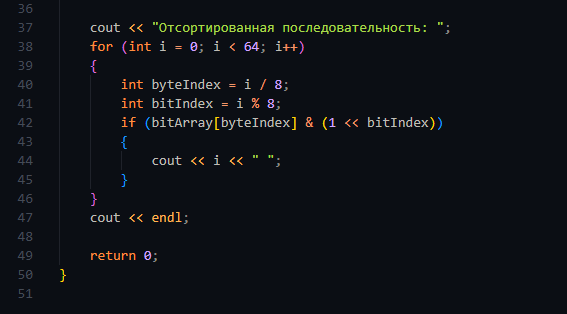 36
37 cout << "Отсортированная последовательность: ";
38 for (int i = 0; i < 64; i++)
39 {
40 int byteIndex = i / 8;
41 int bitIndex = i % 8;
42 if (bitArray[byteIndex] & (1 << bitIndex))
43 {
44 cout << i << " ";
45 }
46 }
47 cout << endl;
48
49 return 0;
50 }
51